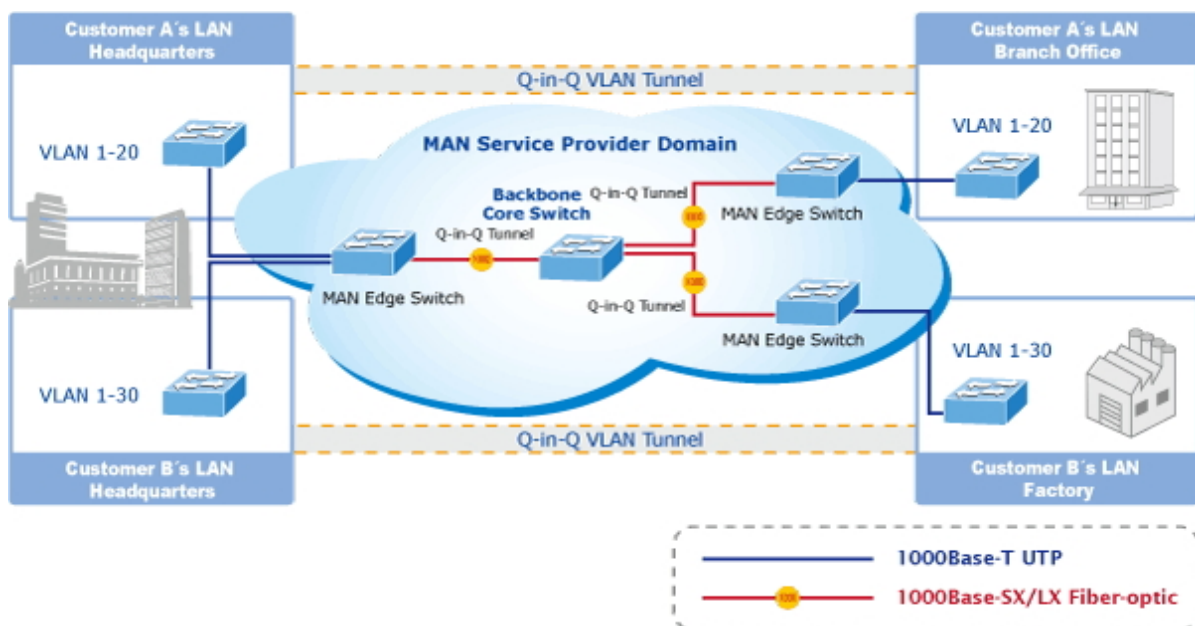 Customer A´s LAN
Headquarters
Customer A´s LAN
Branch Office
Q-in-Q VLAN Tunnel
VLAN 1-20
MAN Service Provider Domain
VLAN 1-20
Backbone
Core Switch
Q-in-Q Tunnel
MAN Edge Switch
Q-in-Q Tunnel
MAN Edge Switch
Q-in-Q Tunnel
MAN Edge Switch
VLAN 1-30
VLAN 1-30
Q-in-Q VLAN Tunnel
Customer B´s LAN
Headquarters
Customer B´s LAN
Factory
1000Base-T UTP
1000Base-SX/LX Fiber-optic